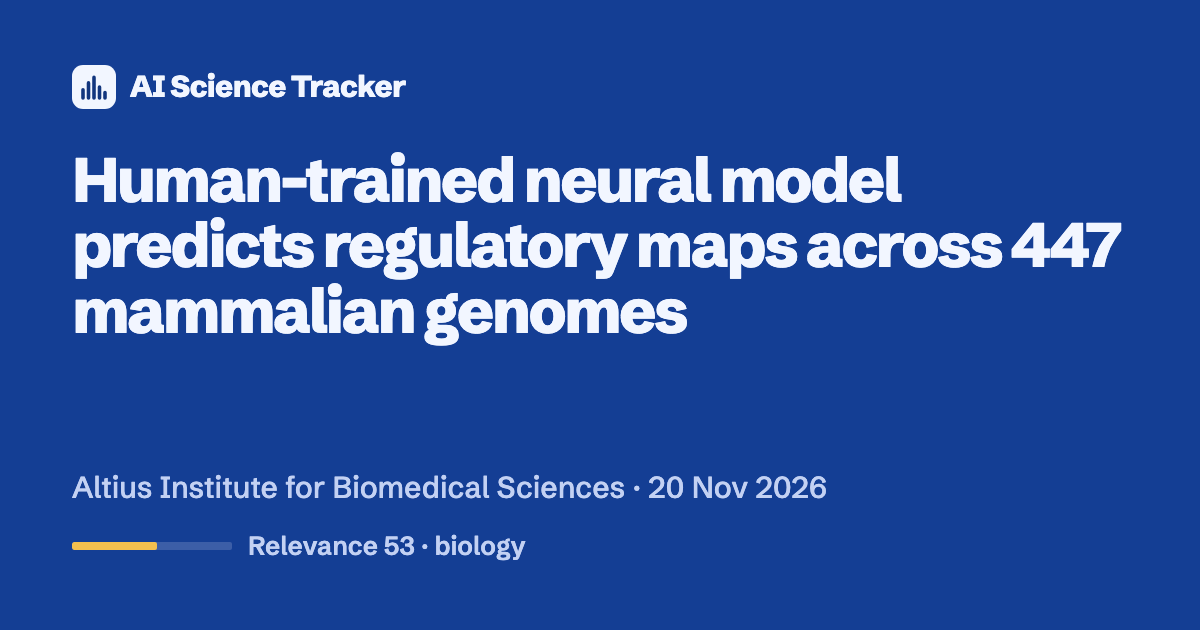 AI Science Tracker
Human-trained neural model
predicts regulatory maps across 447
mammalian genomes
Altius Institute for Biomedical Sciences · 20 Nov 2026
Relevance 53 · biology